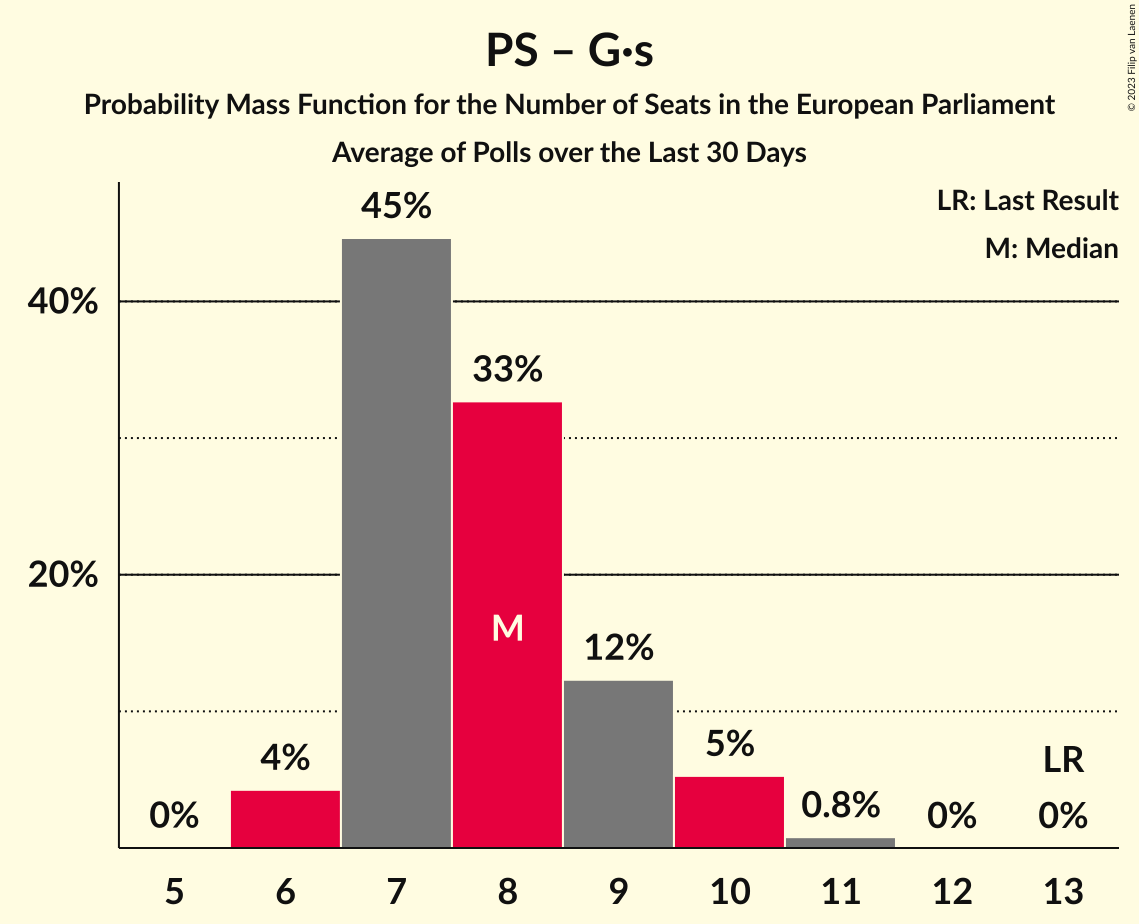 PS – G·s
Probability Mass Function for the Number of Seats in the European Parliament
Average of Polls over the Last 30 Days
© 2023 Filip van Laenen
LR: Last Result
M: Median
45%
40%
33%
20%
M
12%
4%
5%
LR
0%
0.8%
0%
0%
5 6 7 8 9 10 11 12 13